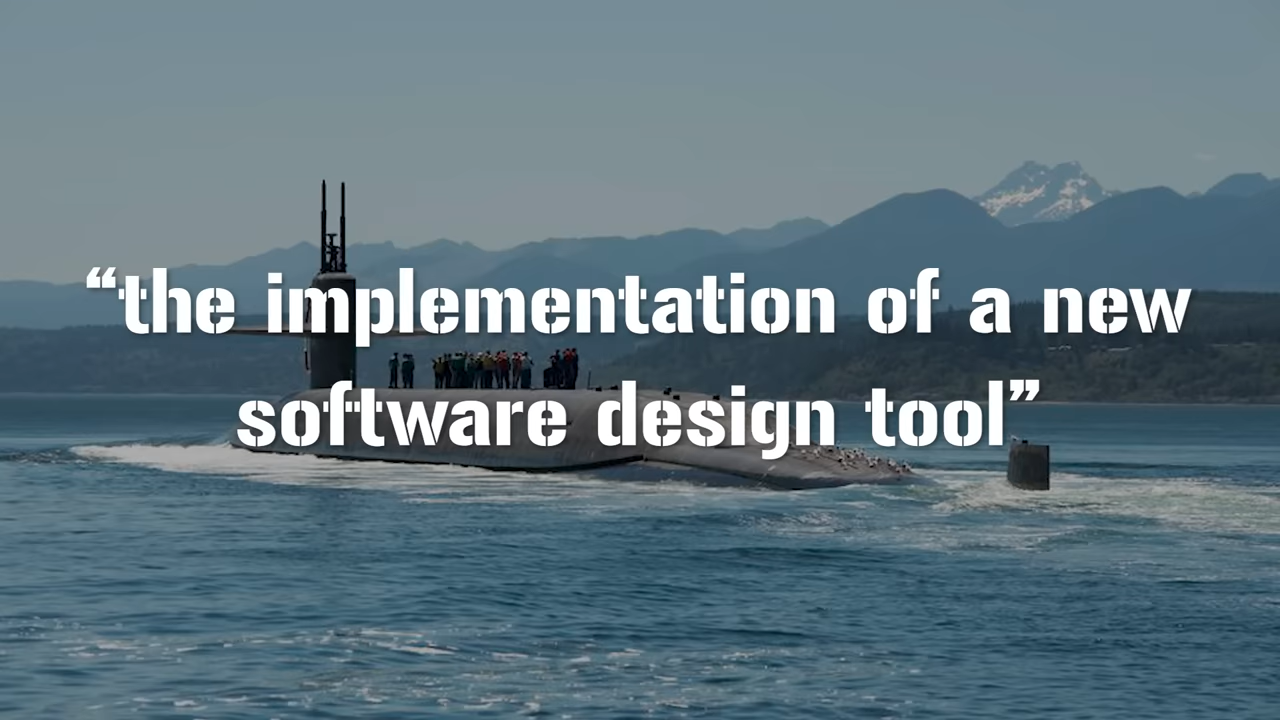 “the implementation of a new
software design tool”